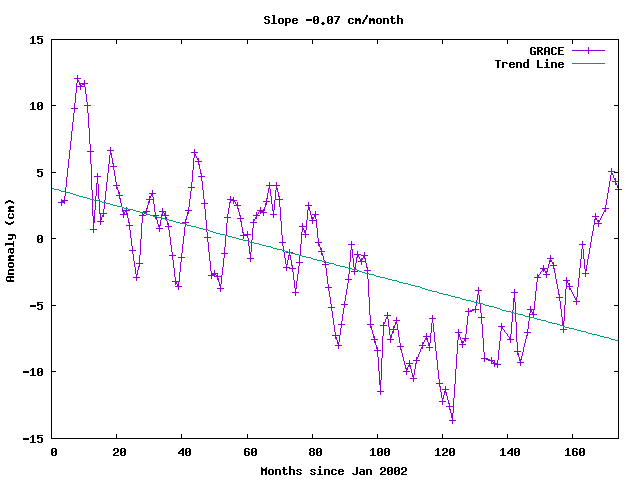 Slope -0.07 cm/month
GRACE
Trend Line
15
10
5
0
-5
-10
-15
Anomaly (cm)
0 20 40 60 80 100 120 140 160
Months since Jan 2002